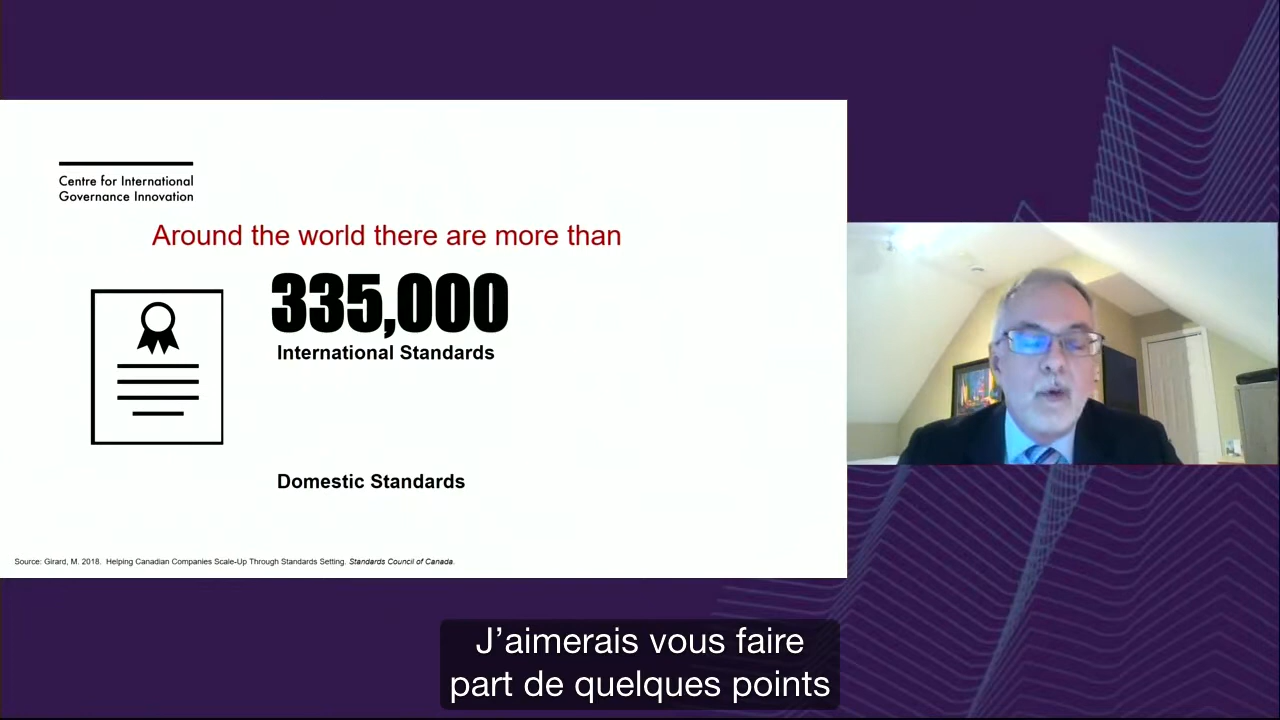 Centre for International
Governance Innovation
Around the world there are more than
335,000
International Standards
Domestic Standards
Source: Girard, M. 2018. Helping Canadian Companies Scale-Up Through Standards Setting. Standards Council of Canada.
J’aimerais vous faire
part de quelques points